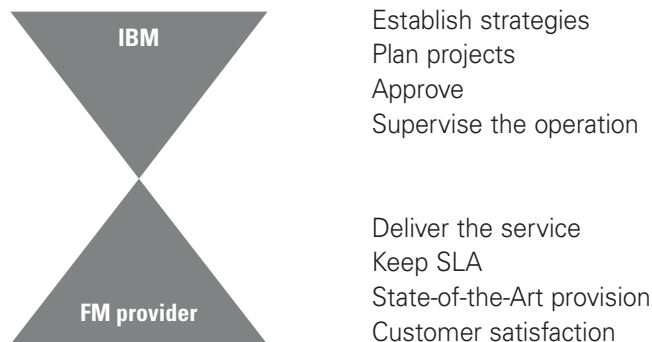 IBM
Establish strategies
Plan projects
Approve
Supervise the operation
Deliver the service
Keep SLA
State-of-the-Art provision
FM provider
Customer satisfaction